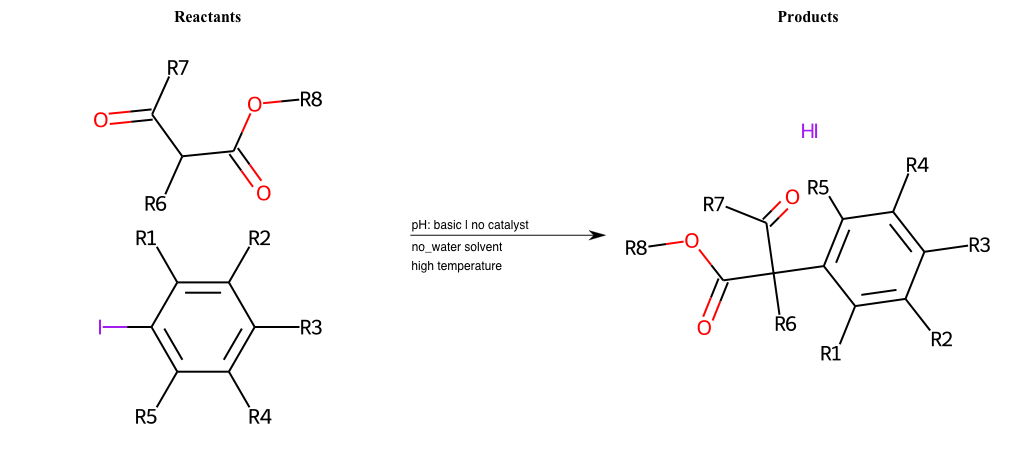 Reactants
Products
R7
O
O
R8
R6
O
R1
R2
I
R3
R5
R4
pH: basic | no catalyst
no_water solvent
high temperature
HI
R4
R5
R7
O
R8
O
R3
O
R6
R2
R1